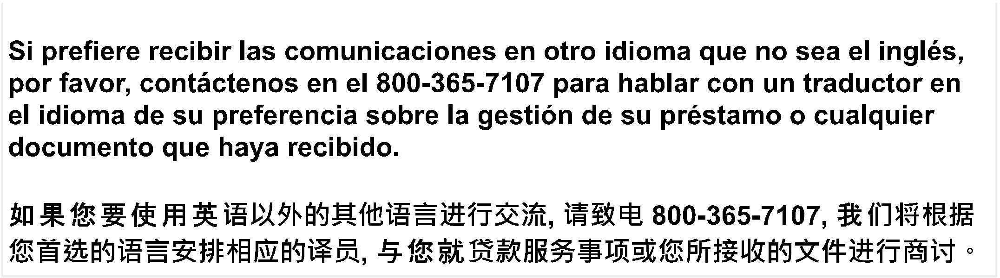 Si prefiere recibir las comunicaciones en otro idioma que no sea el inglés,
por favor, contáctenos en el 800-365-7107 para hablar con un traductor en
el idioma de su preferencia sobre la gestión de su préstamo o cualquier
documento que haya recibido.
如果您要使用英语以外的其他语言进行交流, 请致电 800-365-7107, 我们将根据
您首选的语言安排相应的译员, 与您就贷款服务事项或您所接收的文件进行商讨。